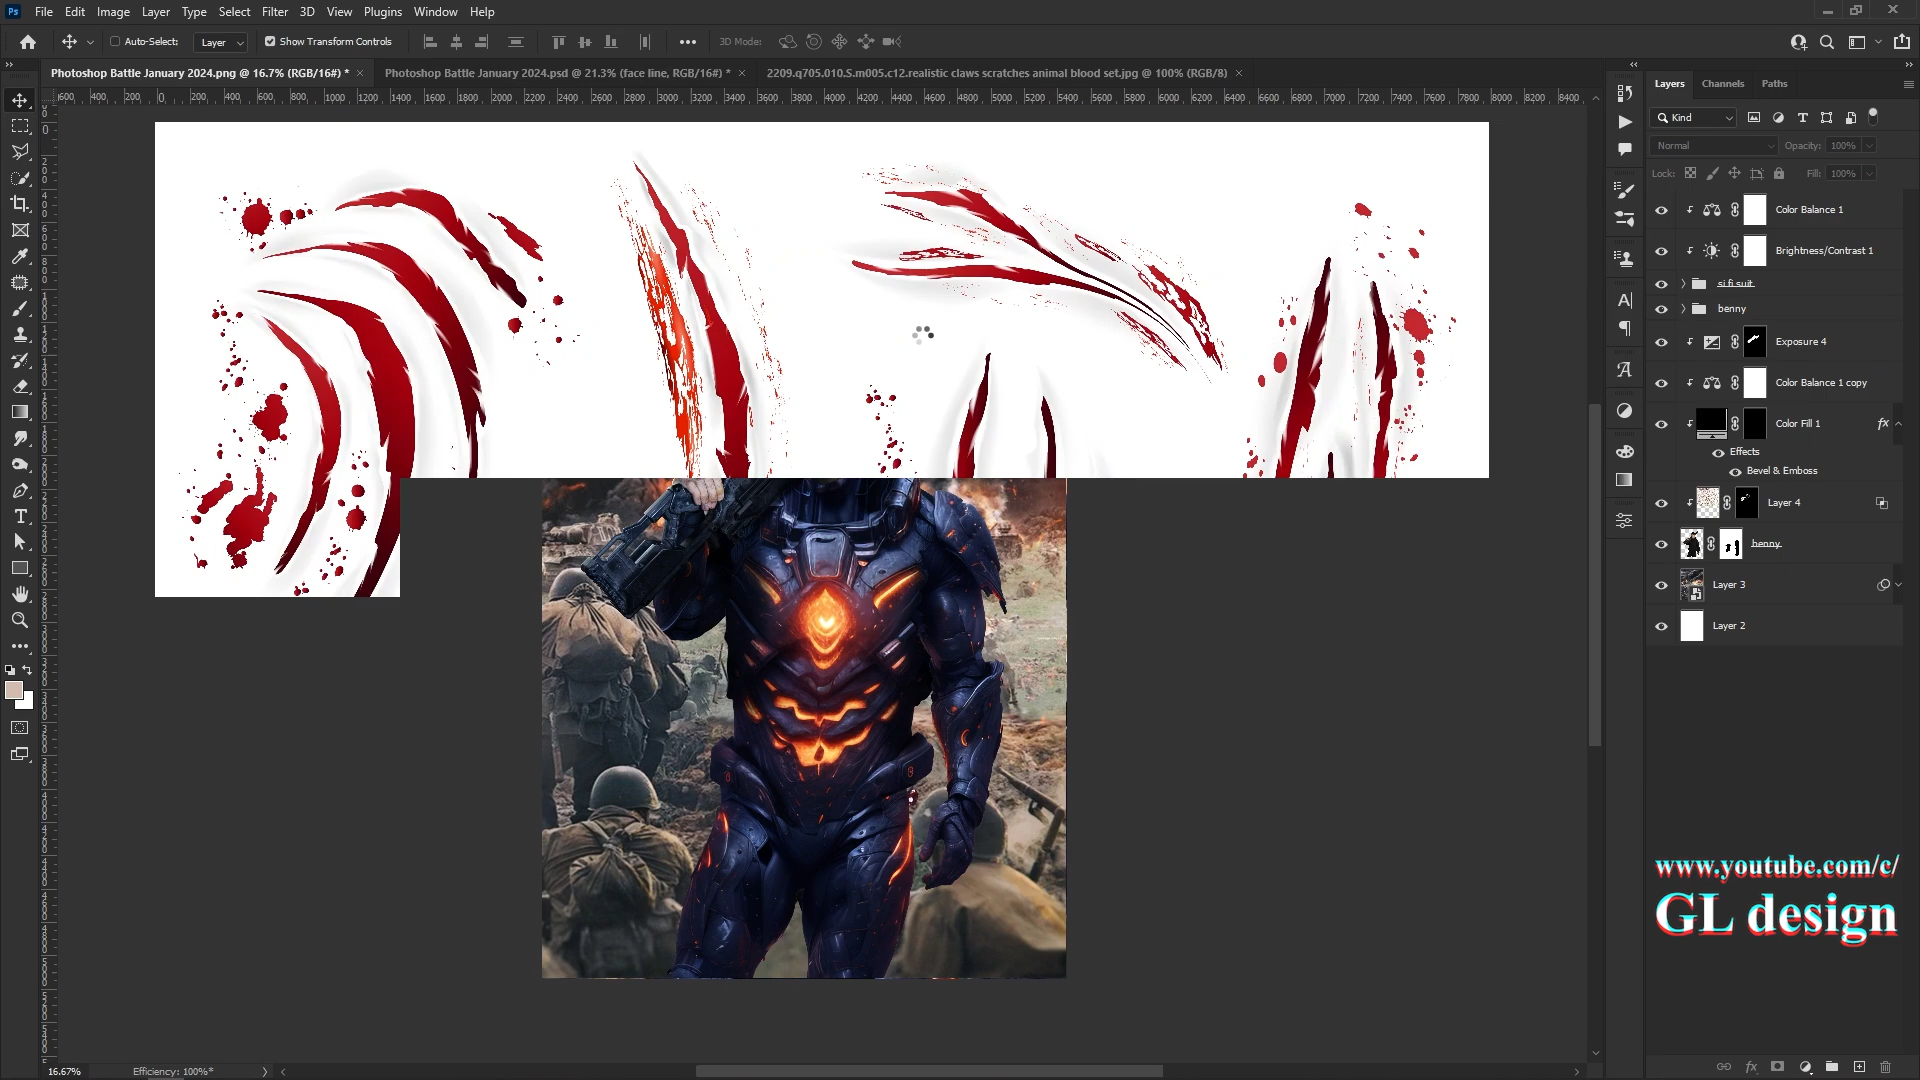 Ps File Edit Image Layer Type Select Filter 3D View Plugins Window Help
Auto-Select: Layer Show Transform Controls 3D Mode:
Photoshop Battle January 2024.png @ 16.7% (RGB/16#) *
Photoshop Battle January 2024.psd @ 21.3% (face line, RGB/16#) *
2209.q705.010.S.m005.c12.realistic claws scratches animal blood set.jpg @ 100% (RGB/8)
Layers Channels Paths
Kind
Normal Opacity: 100%
Lock: Fill: 100%
Color Balance 1
Brightness/Contrast 1
si fi suit
benny
Exposure 4
Color Balance 1 copy
Color Fill 1 fx
Effects
Bevel & Emboss
Layer 4
benny
Layer 3
Layer 2
www.youtube.com/c/
GL design
16.67% Efficiency: 100%*